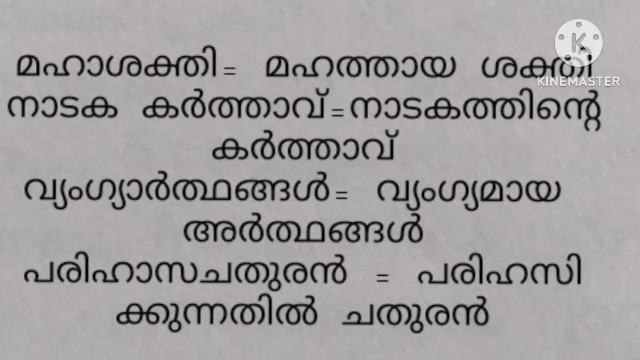 മഹാശക്തി = മഹത്തായ ശക്തി
നാടക കർത്താവ് = നാടകത്തിന്റെ
കർത്താവ്
വ്യംഗ്യാർത്ഥങ്ങൾ = വ്യംഗ്യമായ
അർത്ഥങ്ങൾ
പരിഹാസചതുരൻ = പരിഹസി
ക്കുന്നതിൽ ചതുരൻ
KINEMASTER